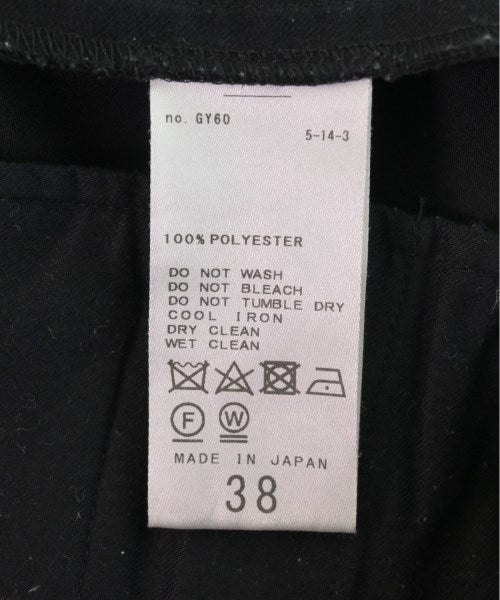 no. GY60
5-14-3
100% POLYESTER
DO NOT WASH
DO NOT BLEACH
DO NOT TUMBLE DRY
COOL IRON
DRY CLEAN
WET CLEAN
F W
MADE IN JAPAN
38